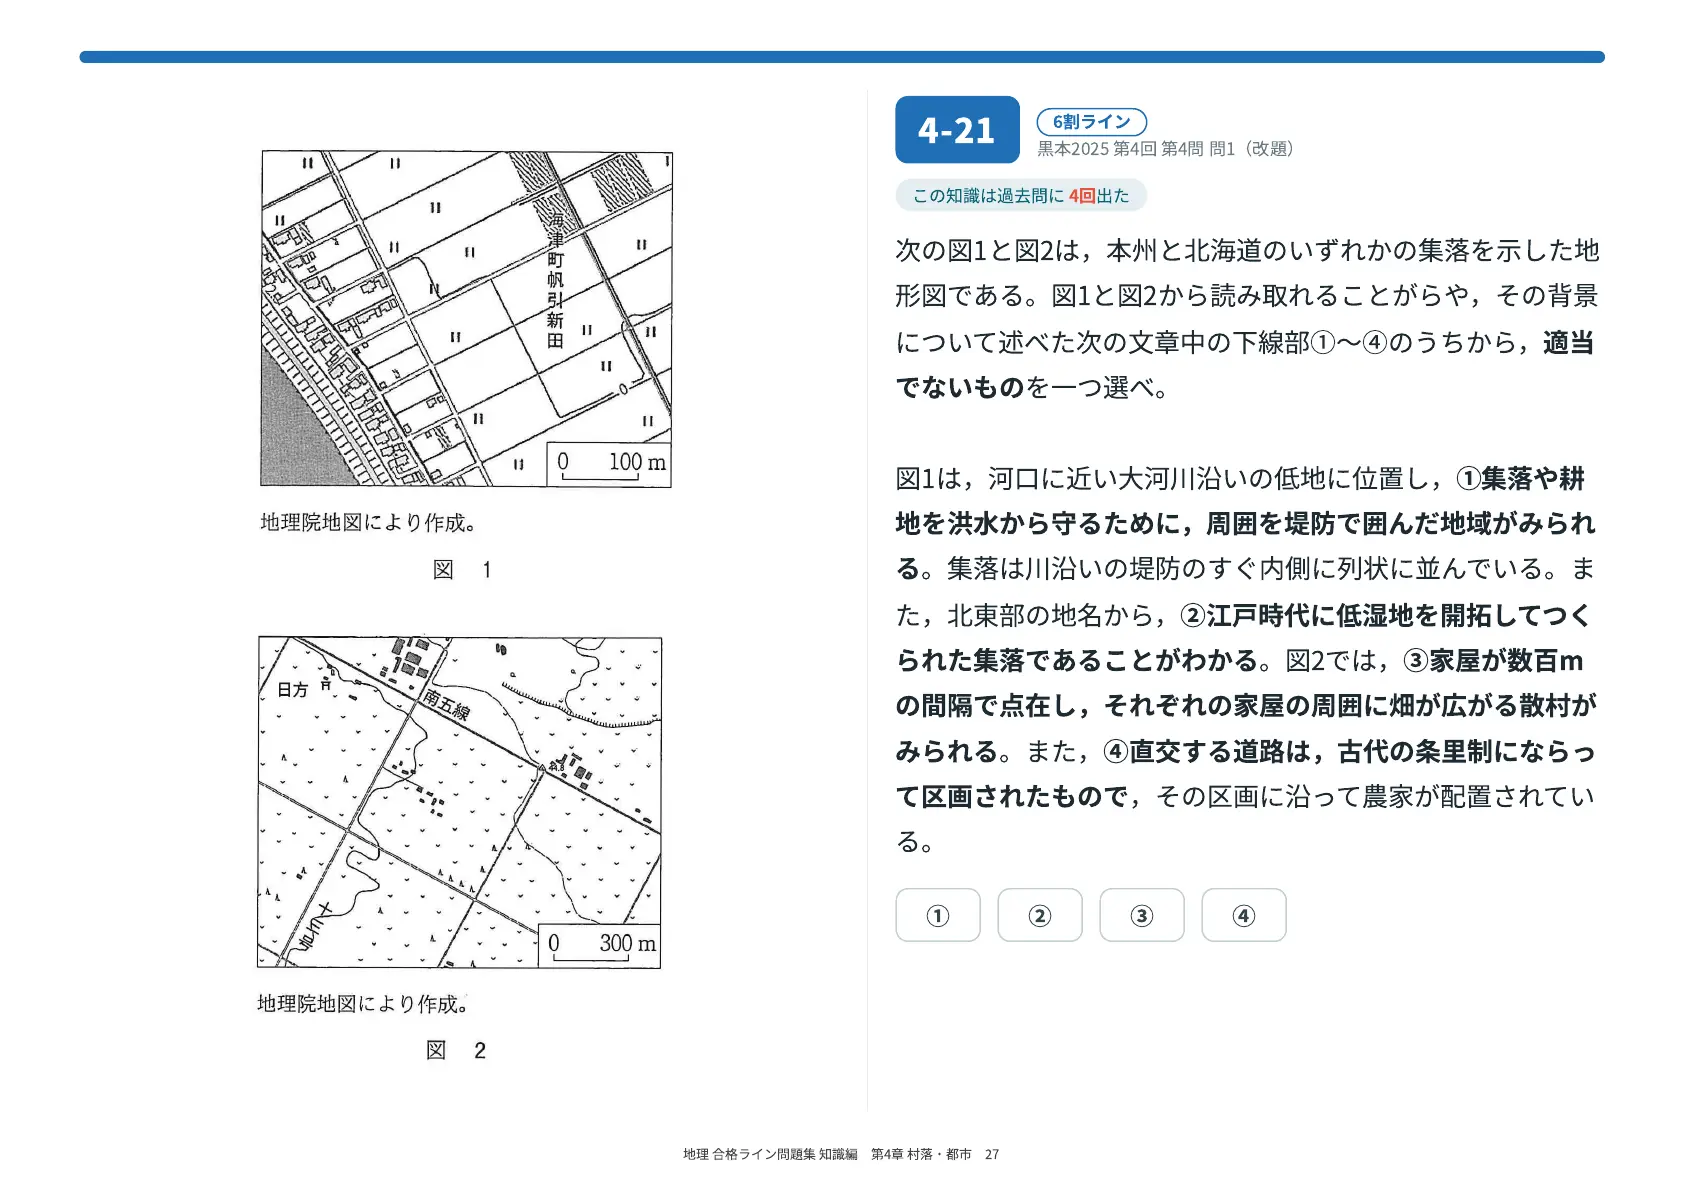 海津町帆引新田
0 100 m
地理院地図により作成。
図 1
日方
南五線
24.8
0 300 m
地理院地図により作成。
図 2
4-21
6割ライン
黒本2025 第4回 第4問 問1（改題）
この知識は過去問に 4回出た
次の図1と図2は，本州と北海道のいずれかの集落を示した地
形図である。図1と図2から読み取れることがらや，その背景
について述べた次の文章中の下線部①～④のうちから，適当
でないものを一つ選べ。
図1は，河口に近い大河川沿いの低地に位置し，①集落や耕
地を洪水から守るために，周囲を堤防で囲んだ地域がみられ
る。集落は川沿いの堤防のすぐ内側に列状に並んでいる。ま
た，北東部の地名から，②江戸時代に低湿地を開拓してつく
られた集落であることがわかる。図2では，③家屋が数百m
の間隔で点在し，それぞれの家屋の周囲に畑が広がる散村が
みられる。また，④直交する道路は，古代の条里制にならっ
て区画されたもので，その区画に沿って農家が配置されてい
る。
① ② ③ ④
地理 合格ライン問題集 知識編 第4章 村落・都市 27